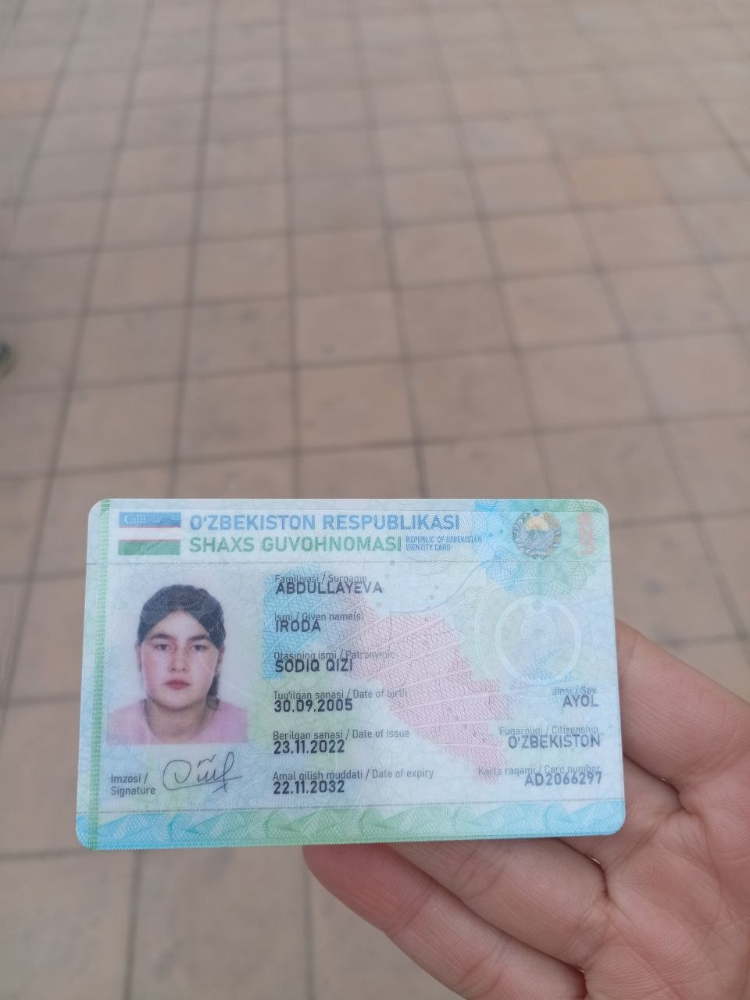 O‘ZBEKISTON RESPUBLIKASI
SHAXS GUVOHNOMASI REPUBLIC OF UZBEKISTAN
IDENTITY CARD
Familiyasi / Surname
ABDULLAYEVA
Ismi / Given name(s)
IRODA
Otasining ismi / Patronymic
SODIQ QIZI
Tug‘ilgan sanasi / Date of birth
30.09.2005
Jinsi / Sex
AYOL
Berilgan sanasi / Date of issue
23.11.2022
Fuqaroligi / Citizenship
O‘ZBEKISTON
Amal qilish muddati / Date of expiry
22.11.2032
Karta raqami / Card number
AD2066297
Imzosi /
Signature